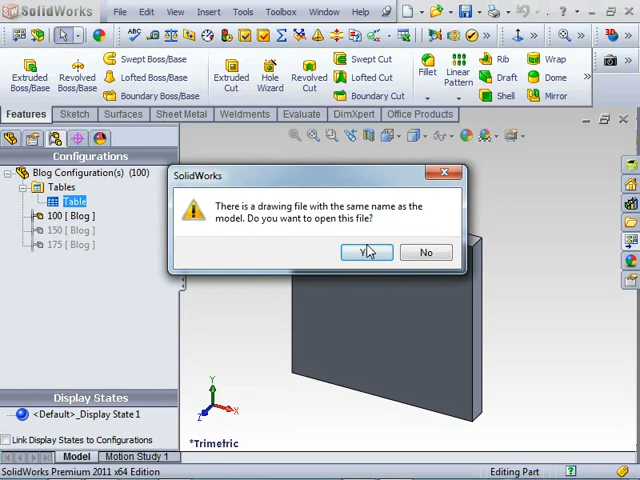 SolidWorks
File Edit View Insert Tools Window Help
Extruded Boss/Base
Revolved Boss/Base
Swept Boss/Base
Lofted Boss/Base
Boundary Boss/Base
Extruded Cut
Hole Wizard
Revolved Cut
Swept Cut
Lofted Cut
Boundary Cut
Fillet
Linear Pattern
Rib
Draft
Shell
Wrap
Dome
Mirror
Features Sketch Surfaces Sheet Metal Weldments Evaluate DimXpert Office Products
Configurations
Blog Configuration(s) (100)
Tables
Table
100 [ Blog ]
150 [ Blog ]
175 [ Blog ]
SolidWorks
There is a drawing file with the same name as the
model. Do you want to open this file?
No
Display States
<Default>_Display State 1
Link Display States to Configurations
Y
X
Z
*Trimetric
Model Motion Study 1
SolidWorks Premium 2011 x64 Edition
Editing Part